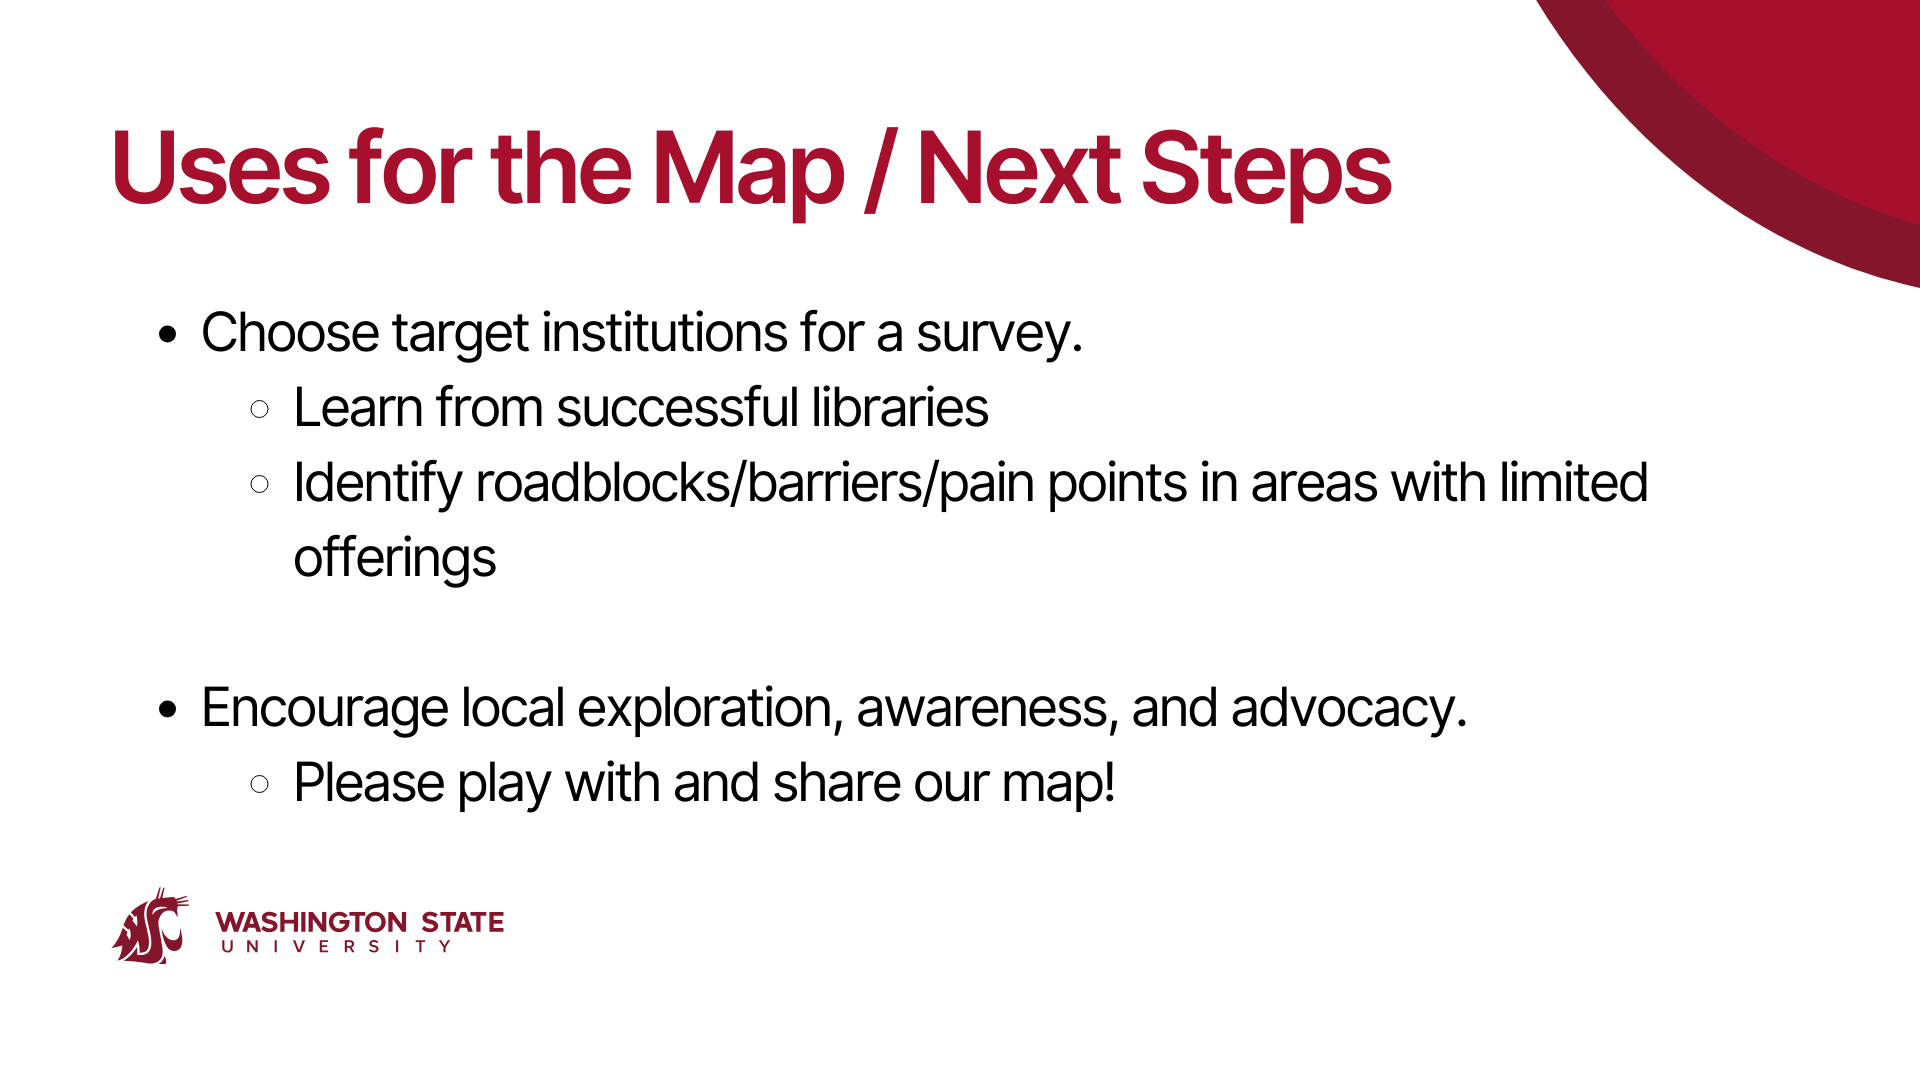 Uses for the Map / Next Steps
• Choose target institutions for a survey.
○ Learn from successful libraries
○ Identify roadblocks/barriers/pain points in areas with limited
offerings
• Encourage local exploration, awareness, and advocacy.
○ Please play with and share our map!
WASHINGTON STATE
UNIVERSITY